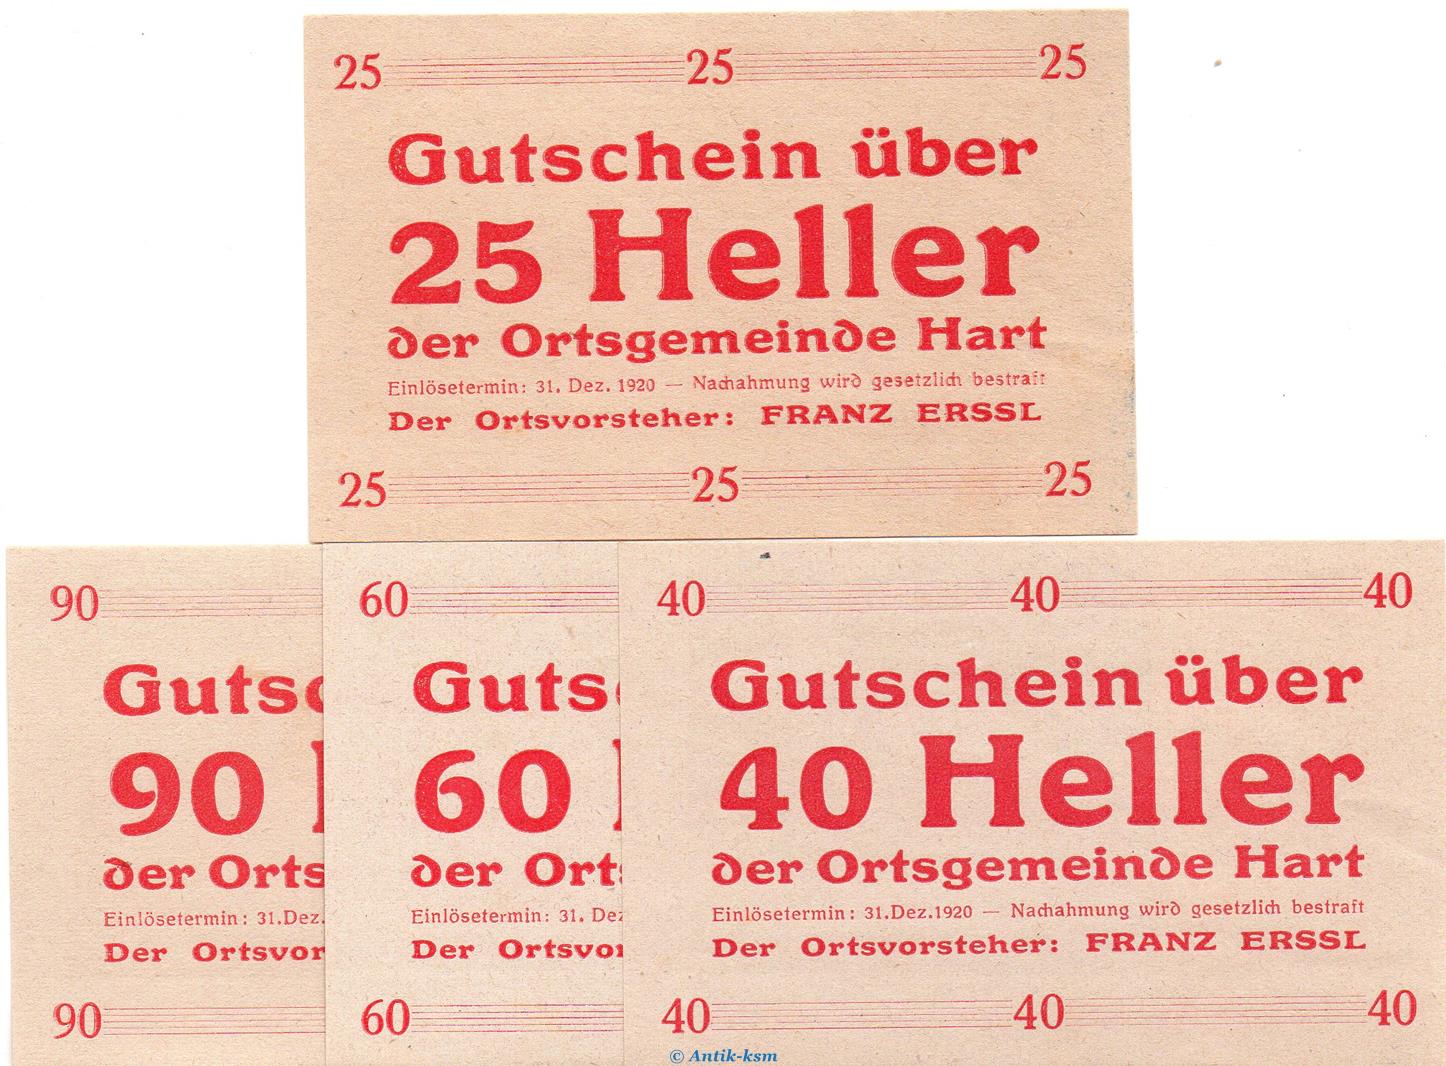 25 25 25
Gutschein über
25 Heller
der Ortsgemeinde Hart
Einlösetermin: 31. Dez. 1920 — Nachahmung wird gesetzlich bestraft
Der Ortsvorsteher: FRANZ ERSSL
25 25 25
90
Gutsc
90
der Orts
Einlösetermin: 31.Dez.
Der Ortsvor
90
60
Guts
60
der Ort
Einlösetermin: 31. Dez
Der Ortsvo
60
40 40 40
Gutschein über
40 Heller
der Ortsgemeinde Hart
Einlösetermin: 31.Dez.1920 — Nachahmung wird gesetzlich bestraft
Der Ortsvorsteher: FRANZ ERSSL
40 40 40
© Antik-ksm